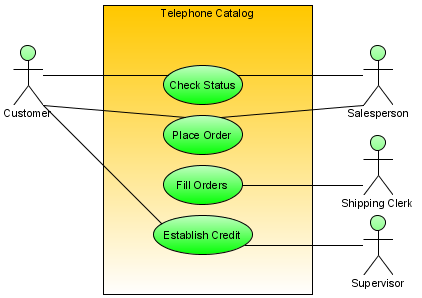 Telephone Catalog
Check Status
Customer
Salesperson
Place Order
Fill Orders
Shipping Clerk
Establish Credit
Supervisor